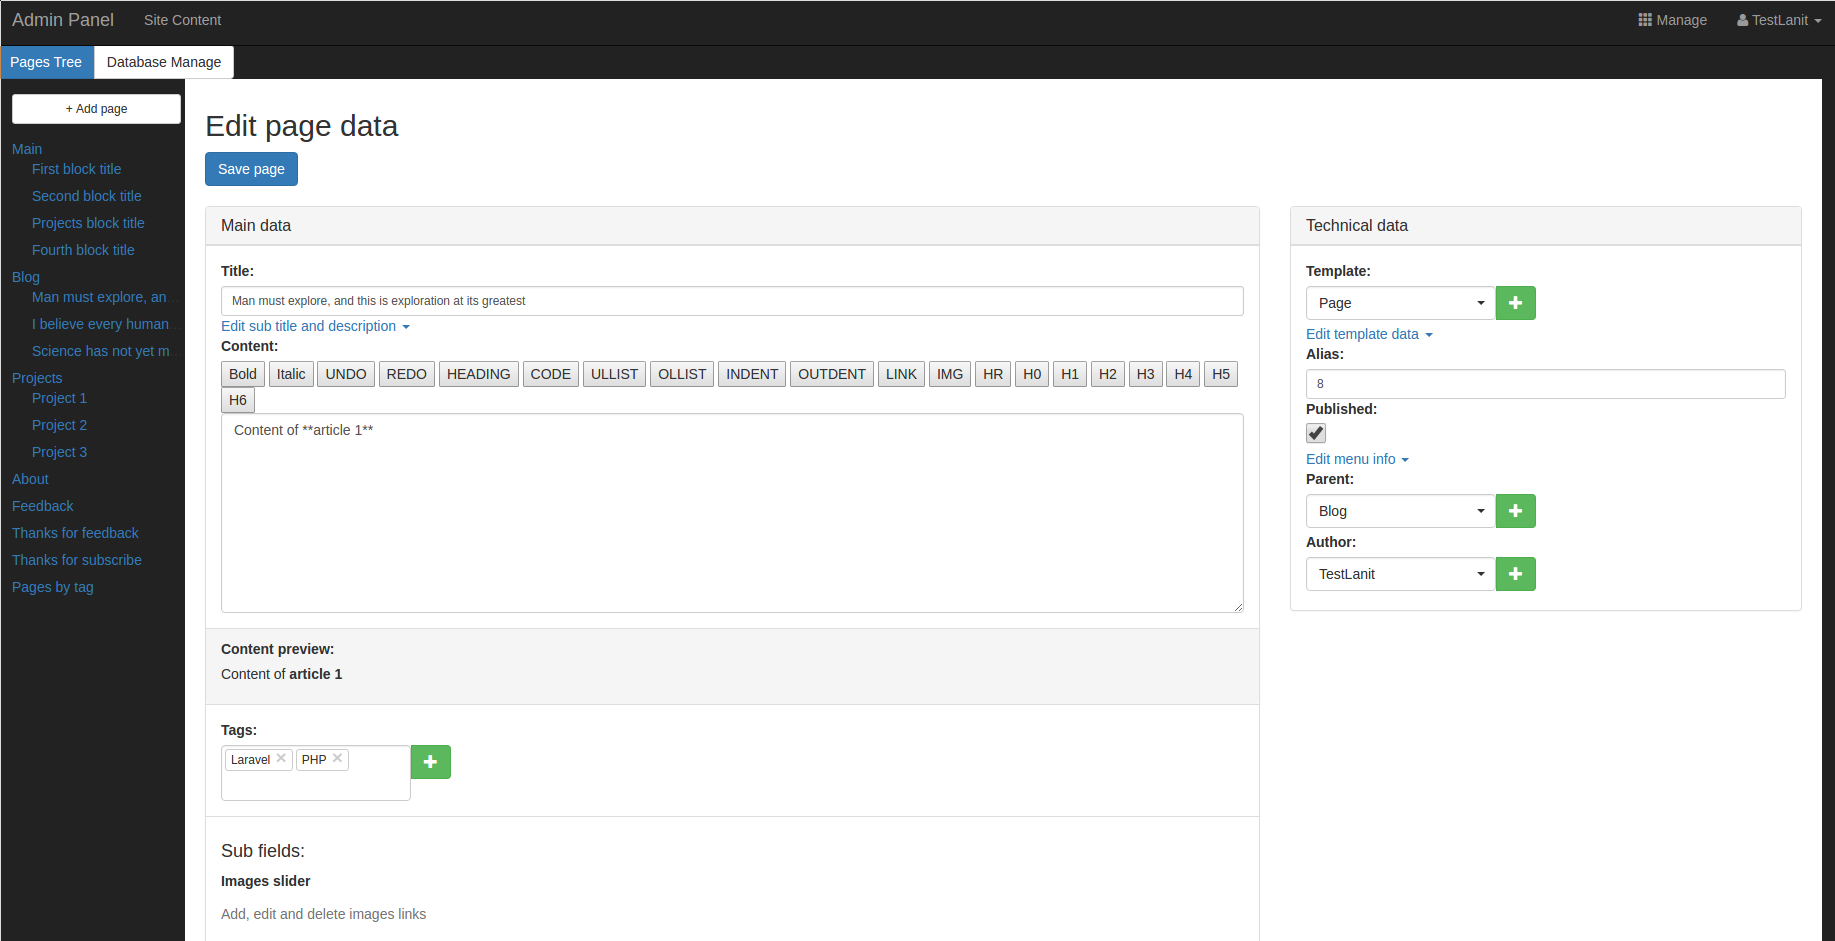 Admin Panel Site Content Manage TestLanit
Pages Tree Database Manage
+ Add page
Main
First block title
Second block title
Projects block title
Fourth block title
Blog
Man must explore, an...
I believe every human...
Science has not yet m...
Projects
Project 1
Project 2
Project 3
About
Feedback
Thanks for feedback
Thanks for subscribe
Pages by tag
Edit page data
Save page
Main data
Title:
Man must explore, and this is exploration at its greatest
Edit sub title and description
Content:
Bold Italic UNDO REDO HEADING CODE ULLIST OLLIST INDENT OUTDENT LINK IMG HR H0 H1 H2 H3 H4 H5
H6
Content of **article 1**
Content preview:
Content of article 1
Tags:
Laravel PHP
Sub fields:
Images slider
Add, edit and delete images links
Technical data
Template:
Page
Edit template data
Alias:
8
Published:
Edit menu info
Parent:
Blog
Author:
TestLanit